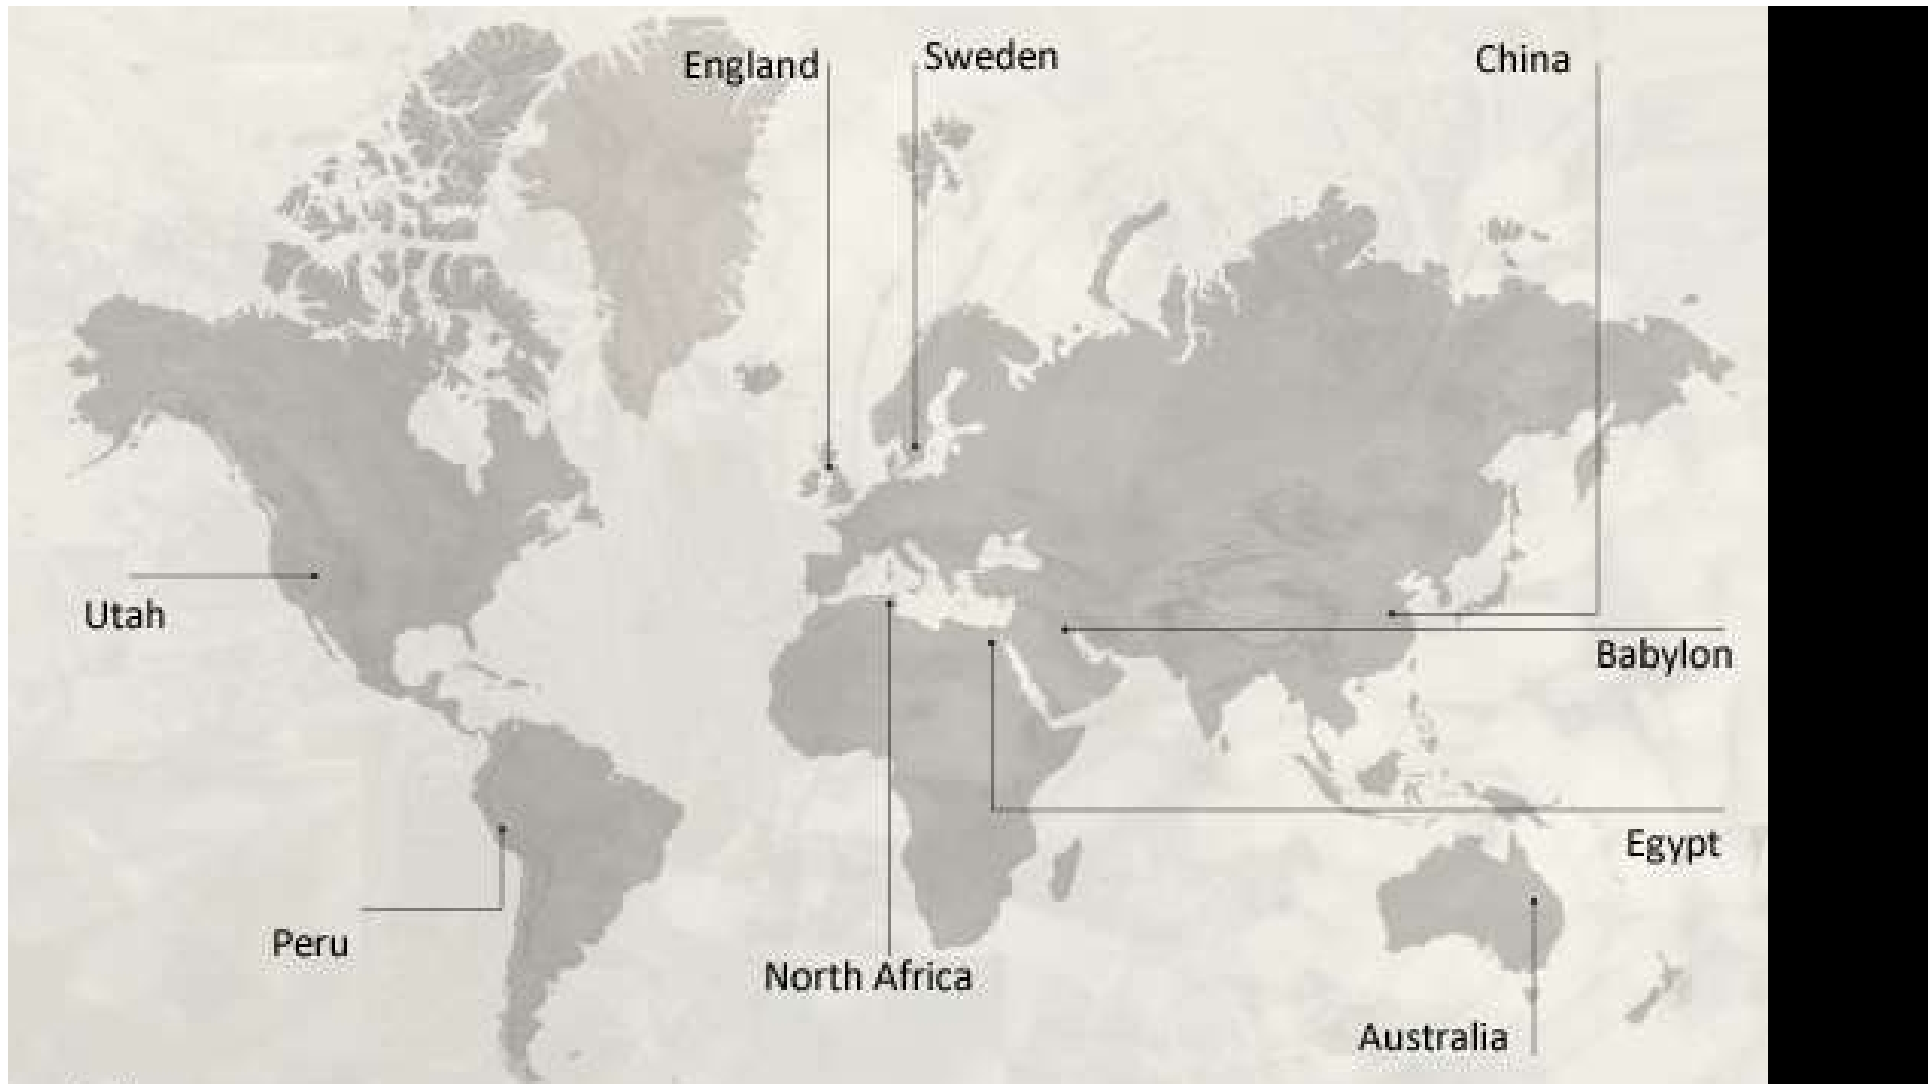 England
Sweden
China
Utah
Babylon
Egypt
Peru
North Africa
Australia